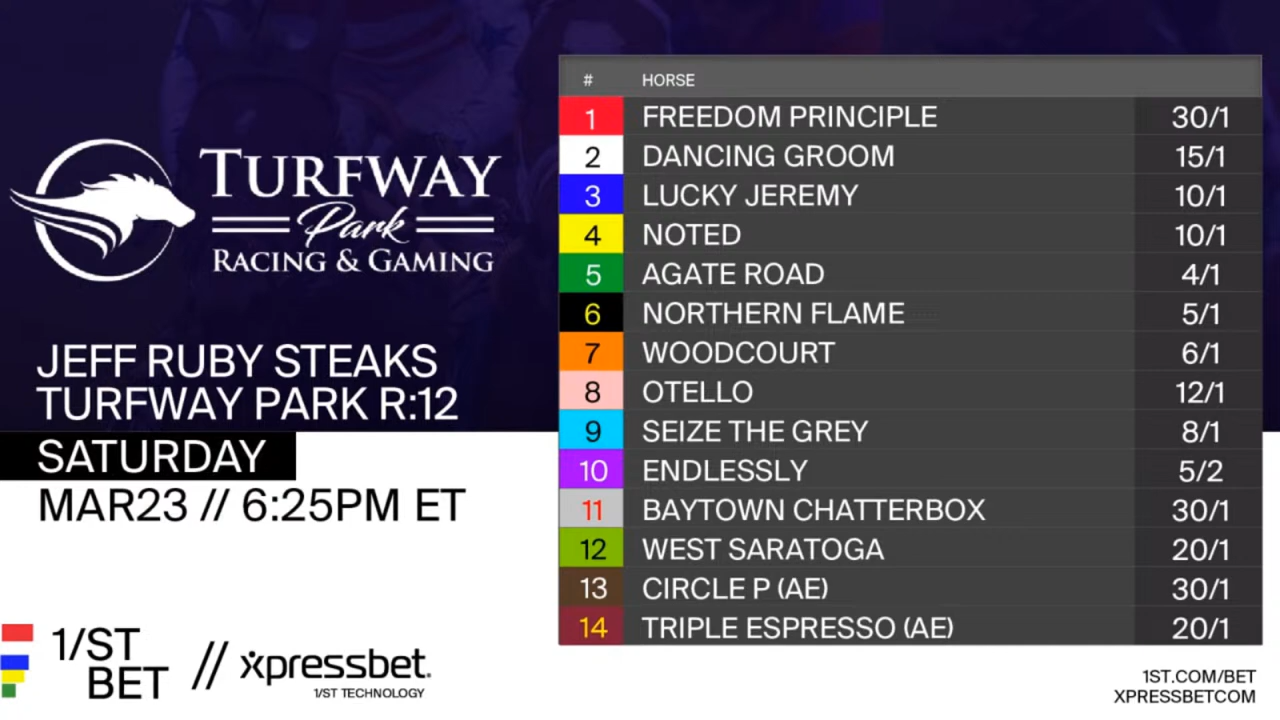 TURFWAY
Park
RACING & GAMING
JEFF RUBY STEAKS
TURFWAY PARK R:12
SATURDAY
MAR23 // 6:25PM ET
# HORSE
1 FREEDOM PRINCIPLE 30/1
2 DANCING GROOM 15/1
3 LUCKY JEREMY 10/1
4 NOTED 10/1
5 AGATE ROAD 4/1
6 NORTHERN FLAME 5/1
7 WOODCOURT 6/1
8 OTELLO 12/1
9 SEIZE THE GREY 8/1
10 ENDLESSLY 5/2
11 BAYTOWN CHATTERBOX 30/1
12 WEST SARATOGA 20/1
13 CIRCLE P (AE) 30/1
14 TRIPLE ESPRESSO (AE) 20/1
1/ST
BET // xpressbet.
1/ST TECHNOLOGY
1ST.COM/BET
XPRESSBETCOM